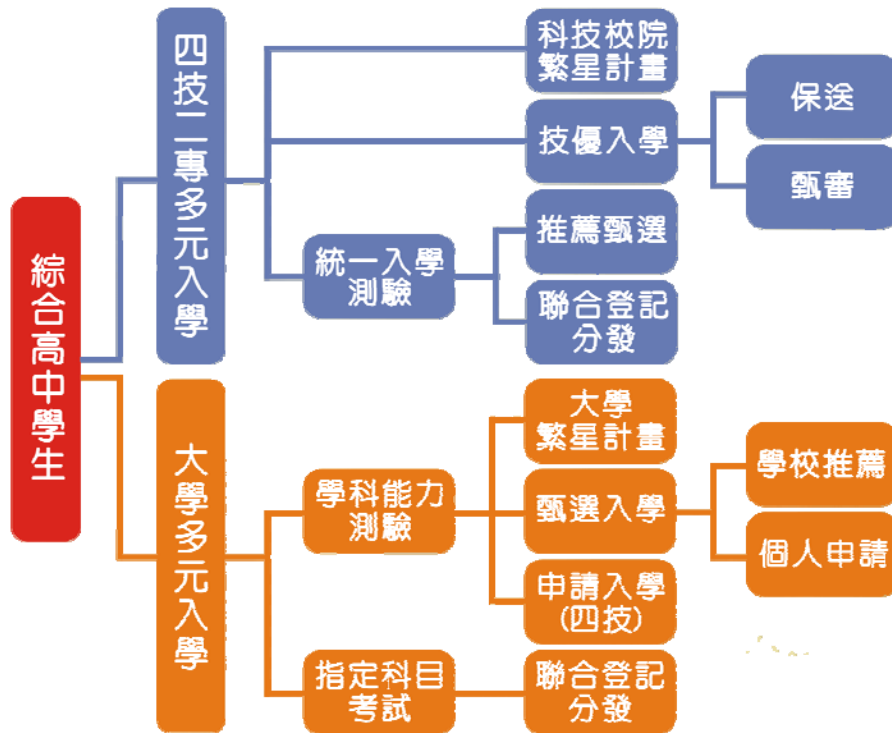 綜合高中學生
四技二專多元入學
科技校院
繁星計畫
技優入學
保送
甄審
統一入學
測驗
推薦甄選
聯合登記
分發
大學多元入學
學科能力
測驗
大學
繁星計畫
甄選入學
學校推薦
個人申請
申請入學
(四技)
指定科目
考試
聯合登記
分發